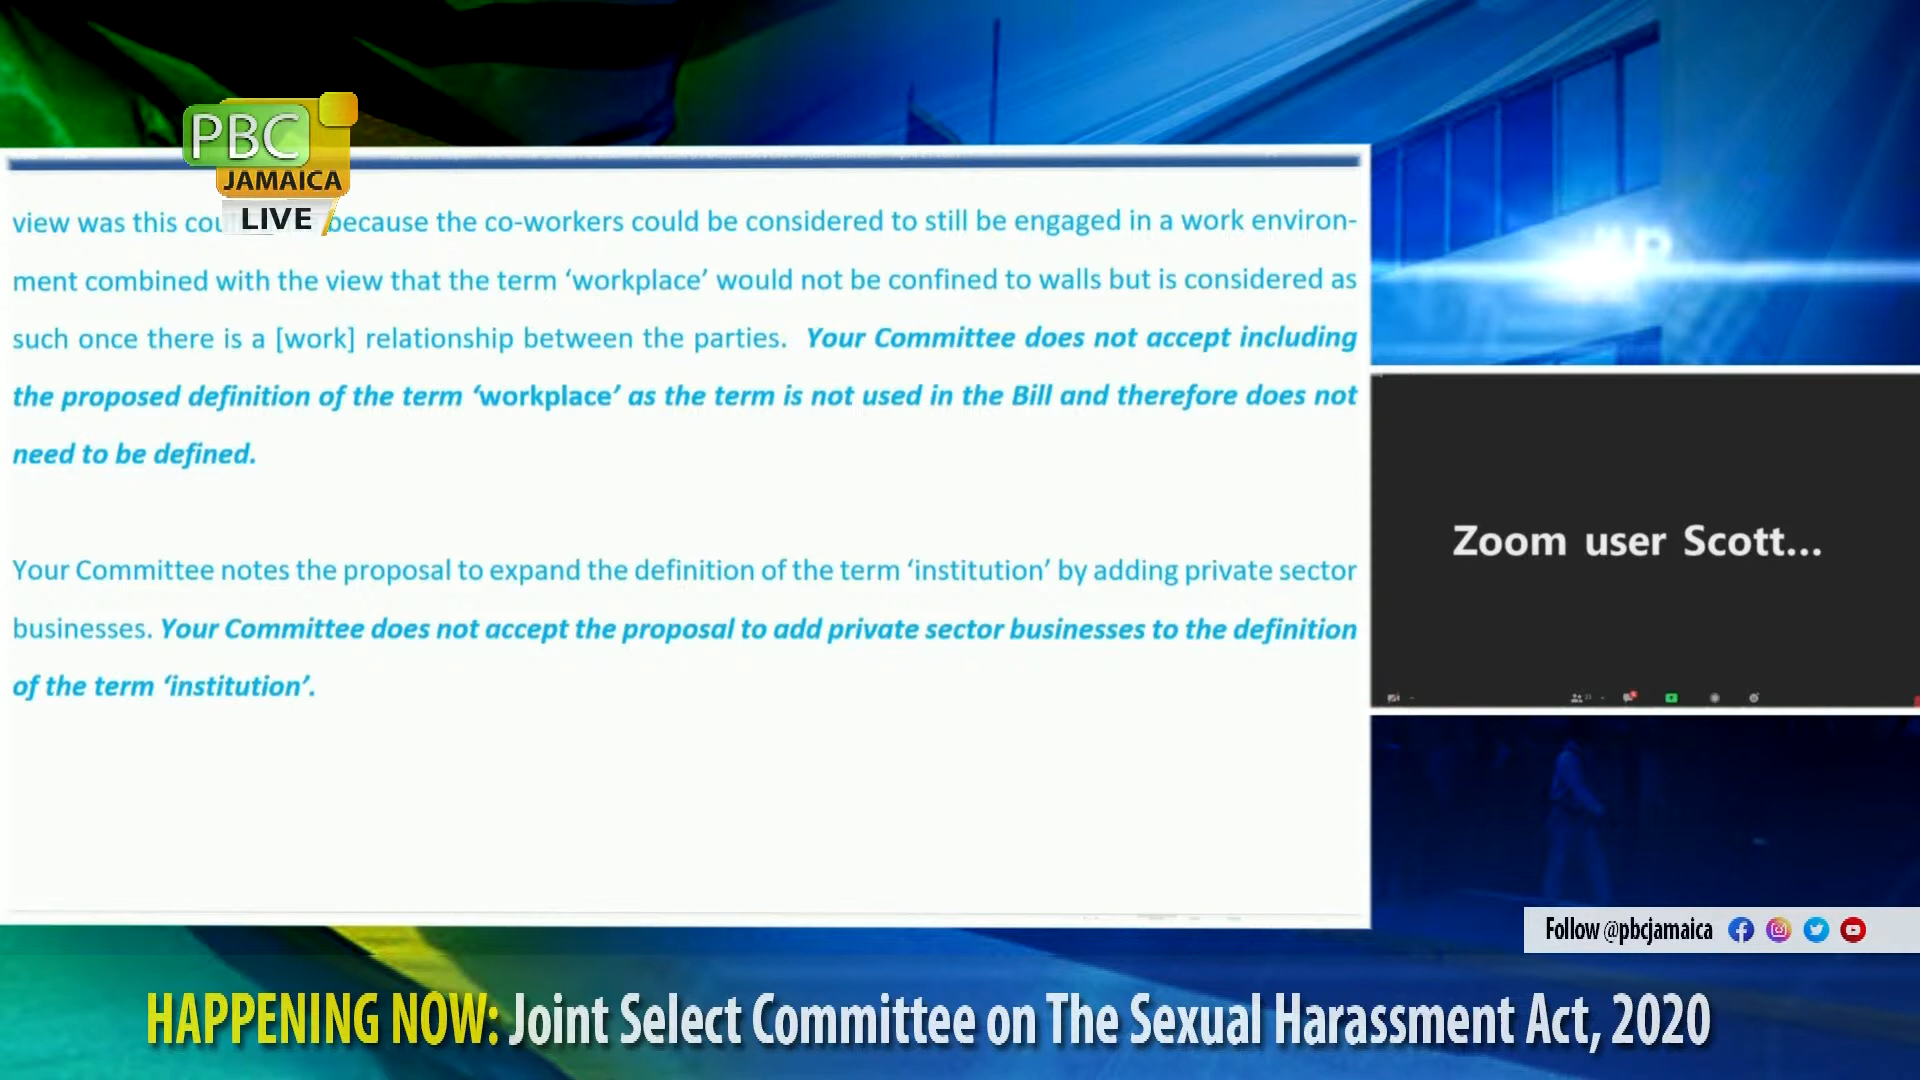 PBC
JAMAICA
LIVE
view was this cou because the co-workers could be considered to still be engaged in a work environ-
ment combined with the view that the term ‘workplace’ would not be confined to walls but is considered as
such once there is a [work] relationship between the parties. Your Committee does not accept including
the proposed definition of the term ‘workplace’ as the term is not used in the Bill and therefore does not
need to be defined.
Your Committee notes the proposal to expand the definition of the term ‘institution’ by adding private sector
businesses. Your Committee does not accept the proposal to add private sector businesses to the definition
of the term ‘institution’.
Zoom user Scott...
Follow @pbcjamaica
HAPPENING NOW: Joint Select Committee on The Sexual Harassment Act, 2020